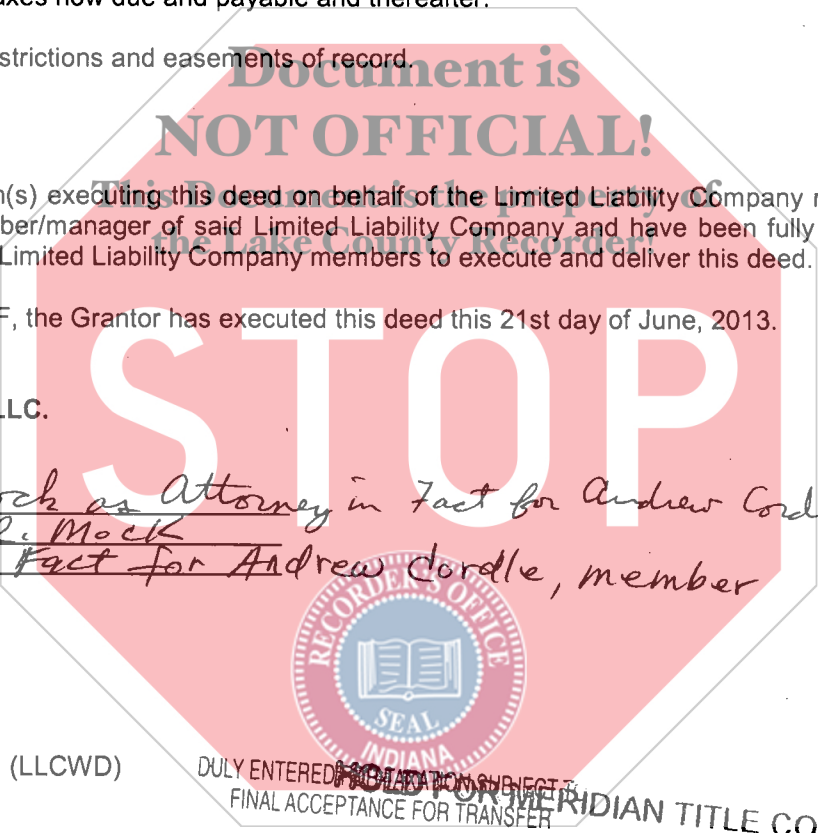 axes now due and payable and thereafter.
strictions and easements of record.
Document is
NOT OFFICIAL!
This Document is the property of
the Lake County Recorder!
n(s) executing this deed on behalf of the Limited Liability Company
ber/manager of said Limited Liability Company and have been fully
Limited Liability Company members to execute and deliver this deed.
F, the Grantor has executed this deed this 21st day of June, 2013.
STOP
LLC.
ock as Attorney in Fact for Andrew Cord
R. Mock
Fact for Andrew Cordle, member
RECORDER'S OFFICE
SEAL
INDIANA
(LLCWD)
DULY ENTERED FOR TAXATION SUBJECT
FINAL ACCEPTANCE FOR TRANSFER
HOLD FOR MERIDIAN TITLE CO